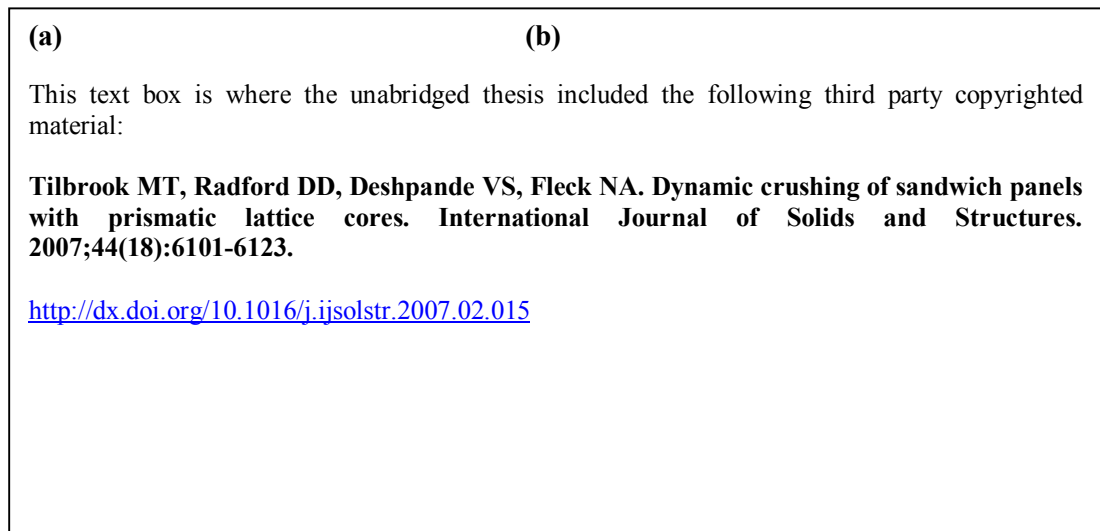 (a) (b)
This text box is where the unabridged thesis included the following third party copyrighted
material:
Tilbrook MT, Radford DD, Deshpande VS, Fleck NA. Dynamic crushing of sandwich panels
with prismatic lattice cores. International Journal of Solids and Structures.
2007;44(18):6101-6123.
http://dx.doi.org/10.1016/j.ijsolstr.2007.02.015